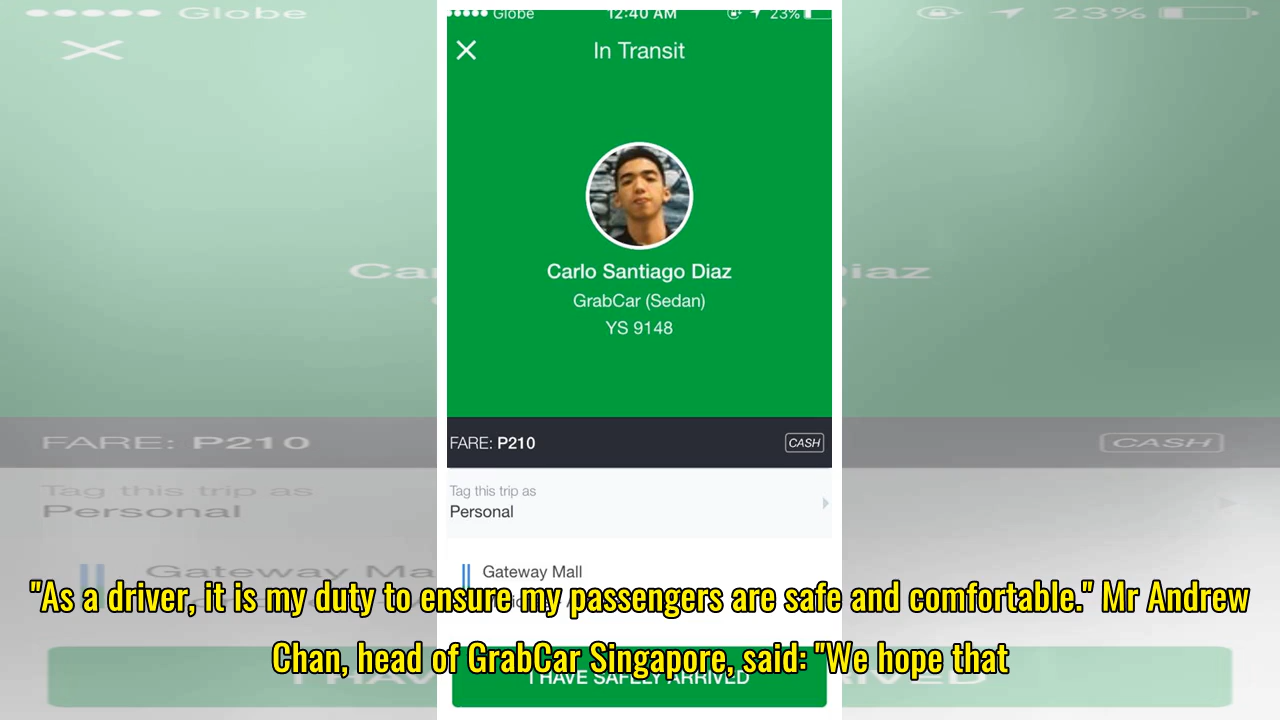 Globe 12:40 AM 23%
In Transit
Carlo Santiago Diaz
GrabCar (Sedan)
YS 9148
FARE: P210 CASH
Tag this trip as
Personal
Gateway Mall
"As a driver, it is my duty to ensure my passengers are safe and comfortable." Mr Andrew
Chan, head of GrabCar Singapore, said: "We hope that
I HAVE SAFELY ARRIVED